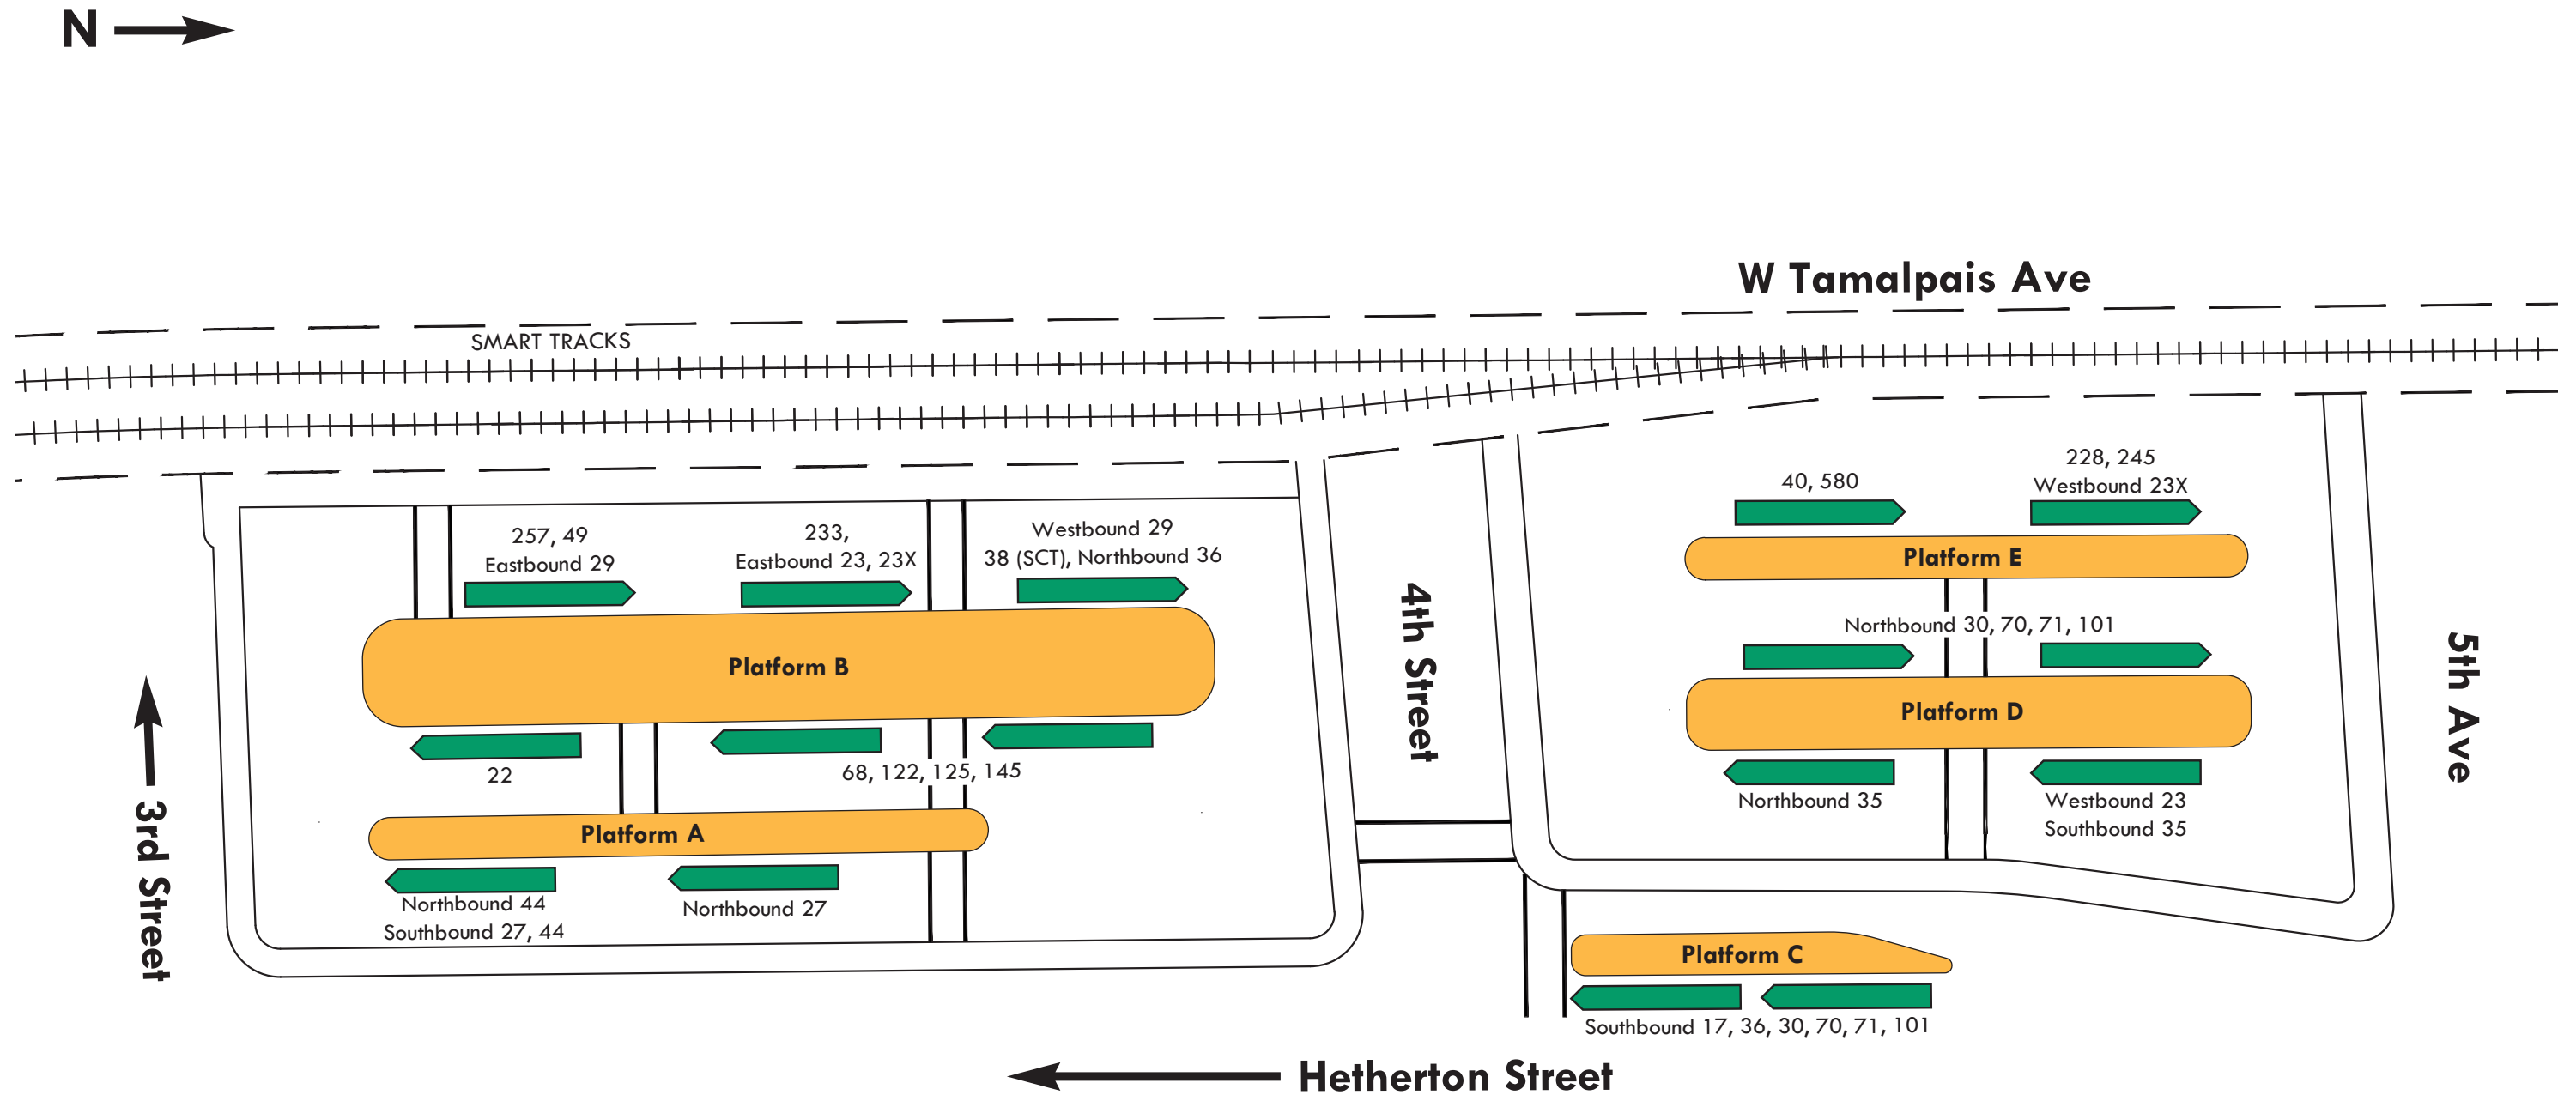 N
W Tamalpais Ave
SMART TRACKS
257, 49
Eastbound 29
233,
Eastbound 23, 23X
Westbound 29
38 (SCT), Northbound 36
40, 580
228, 245
Westbound 23X
Platform E
Platform B
4th Street
Northbound 30, 70, 71, 101
Platform D
5th Ave
22
68, 122, 125, 145
Northbound 35
Westbound 23
Southbound 35
3rd Street
Platform A
Northbound 44
Southbound 27, 44
Northbound 27
Platform C
Southbound 17, 36, 30, 70, 71, 101
Hetherton Street